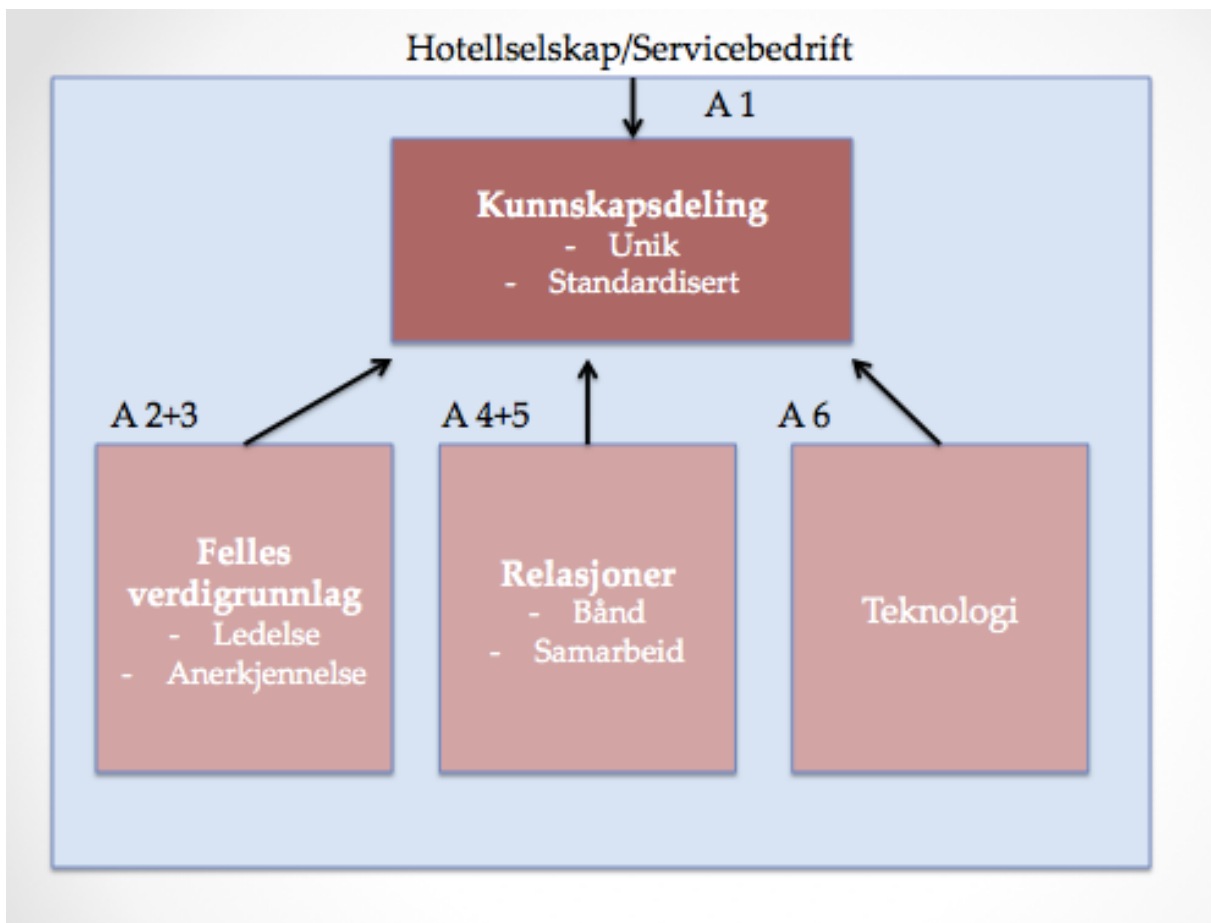 Hotellselskap/Servicebedrift
A 1
Kunnskapsdeling
- Unik
- Standardisert
A 2+3
A 4+5
A 6
Felles
verdigrunnlag
- Ledelse
- Anerkjennelse
Relasjoner
- Bånd
- Samarbeid
Teknologi